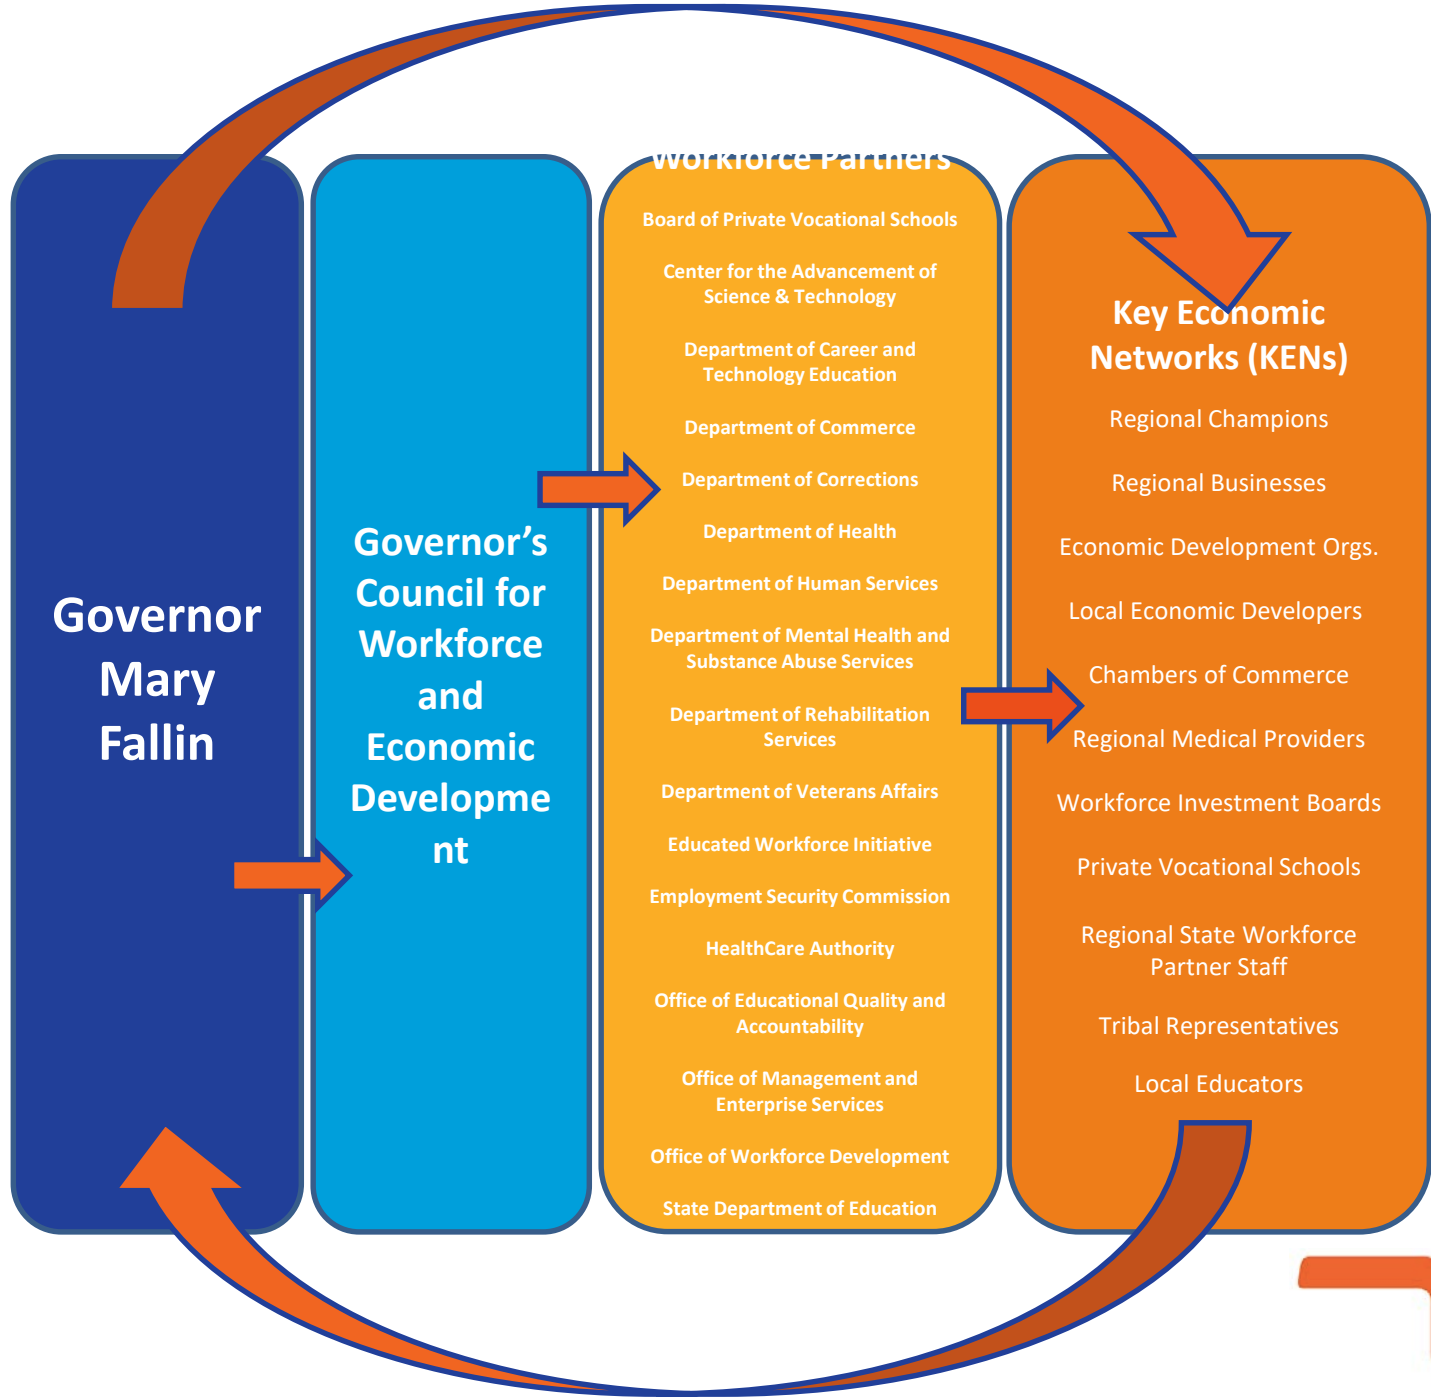 Governor
Mary
Fallin
Governor’s
Council for
Workforce
and
Economic
Developme
nt
Workforce Partners
Board of Private Vocational Schools
Center for the Advancement of
Science & Technology
Department of Career and
Technology Education
Department of Commerce
Department of Corrections
Department of Health
Department of Human Services
Department of Mental Health and
Substance Abuse Services
Department of Rehabilitation
Services
Department of Veterans Affairs
Educated Workforce Initiative
Employment Security Commission
HealthCare Authority
Office of Educational Quality and
Accountability
Office of Management and
Enterprise Services
Office of Workforce Development
State Department of Education
Key Economic
Networks (KENs)
Regional Champions
Regional Businesses
Economic Development Orgs.
Local Economic Developers
Chambers of Commerce
Regional Medical Providers
Workforce Investment Boards
Private Vocational Schools
Regional State Workforce
Partner Staff
Tribal Representatives
Local Educators